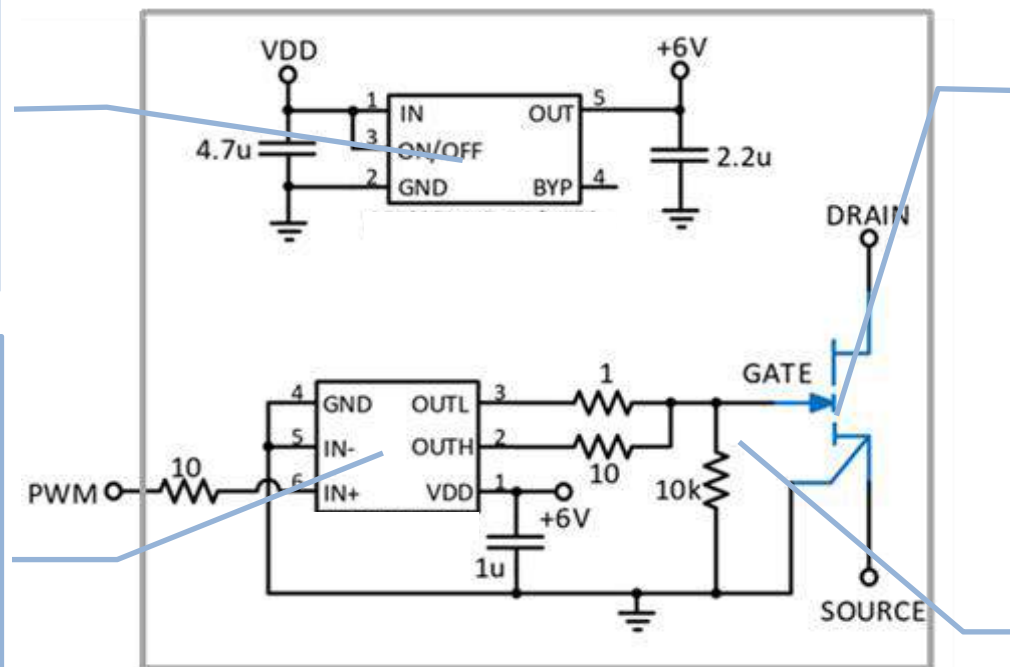 VDD
+6V
1
IN
OUT
5
4.7u
3
ON/OFF
2.2u
2
GND
BYP
4
DRAIN
1
GATE
4
GND
OUTL
3
5
IN-
OUTH
2
10
10
10k
PWM
6
IN+
VDD
1
+6V
1u
SOURCE